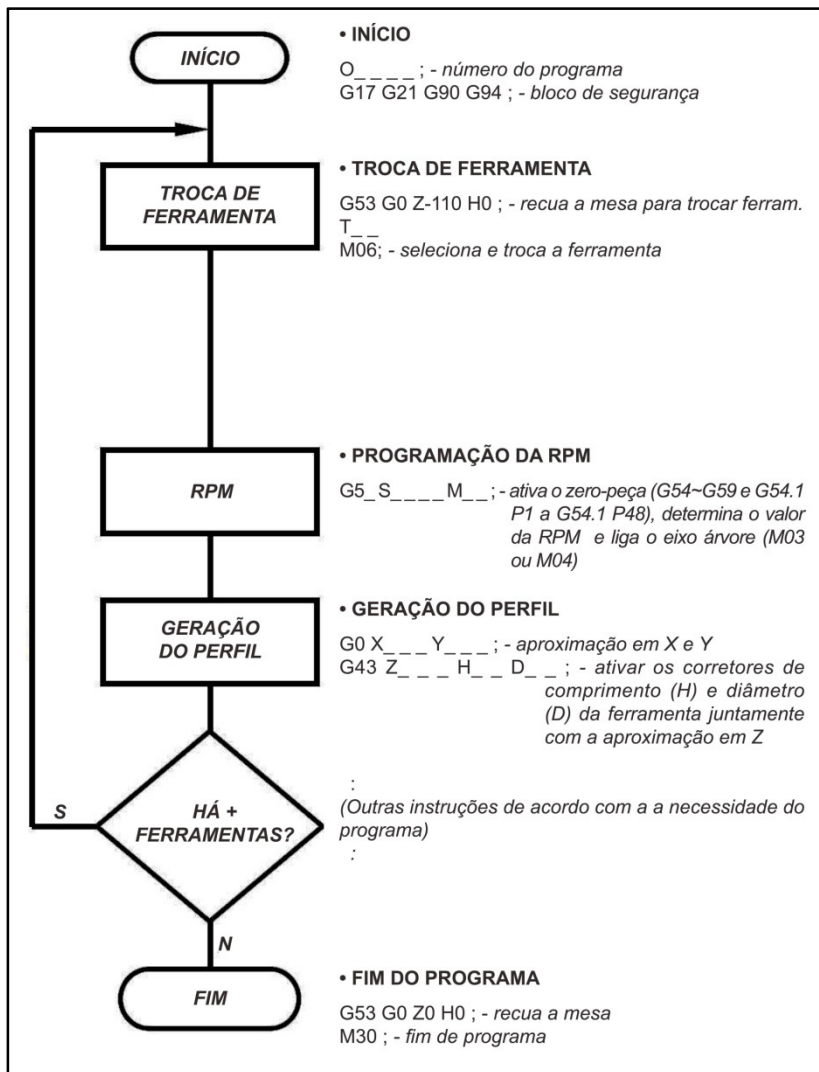 INÍCIO
• INÍCIO
O_ _ _ _ ; - número do programa
G17 G21 G90 G94 ; - bloco de segurança
TROCA DE
FERRAMENTA
• TROCA DE FERRAMENTA
G53 G0 Z-110 H0 ; - recua a mesa para trocar ferram.
T_ _
M06; - seleciona e troca a ferramenta
RPM
• PROGRAMAÇÃO DA RPM
G5_ S_ _ _ _ M_ _ ; - ativa o zero-peça (G54~G59 e G54.1
P1 a G54.1 P48), determina o valor
da RPM e liga o eixo árvore (M03
ou M04)
GERAÇÃO
DO PERFIL
• GERAÇÃO DO PERFIL
G0 X_ _ _ Y_ _ _ ; - aproximação em X e Y
G43 Z_ _ _ H_ _ D_ _ ; - ativar os corretores de
comprimento (H) e diâmetro
(D) da ferramenta juntamente
com a aproximação em Z
S
HÁ +
FERRAMENTAS?
:
(Outras instruções de acordo com a a necessidade do
programa)
:
N
FIM
• FIM DO PROGRAMA
G53 G0 Z0 H0 ; - recua a mesa
M30 ; - fim de programa